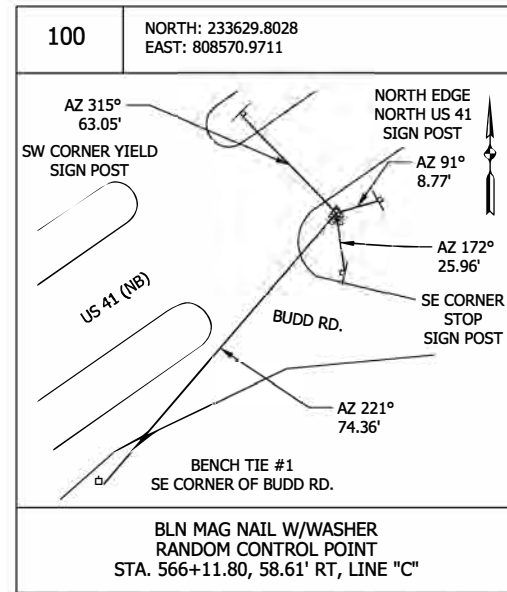 100
NORTH: 233629.8028
EAST: 808570.9711
AZ 315°
63.05'
SW CORNER YIELD
SIGN POST
NORTH EDGE
NORTH US 41
SIGN POST
AZ 91°
8.77'
AZ 172°
25.96'
SE CORNER
STOP
SIGN POST
US 41 (NB)
BUDD RD.
AZ 221°
74.36'
BENCH TIE #1
SE CORNER OF BUDD RD.
BLN MAG NAIL W/WASHER
RANDOM CONTROL POINT
STA. 566+11.80, 58.61' RT, LINE "C"